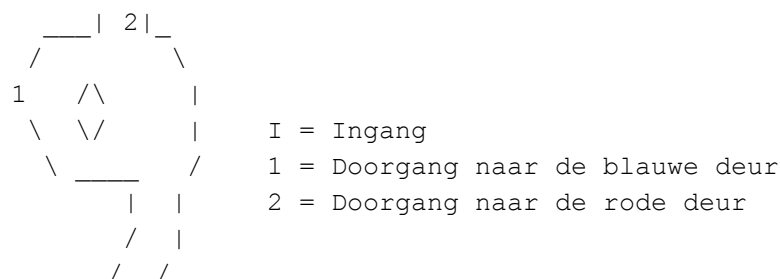 2
1
I = Ingang
1 = Doorgang naar de blauwe deur
2 = Doorgang naar de rode deur